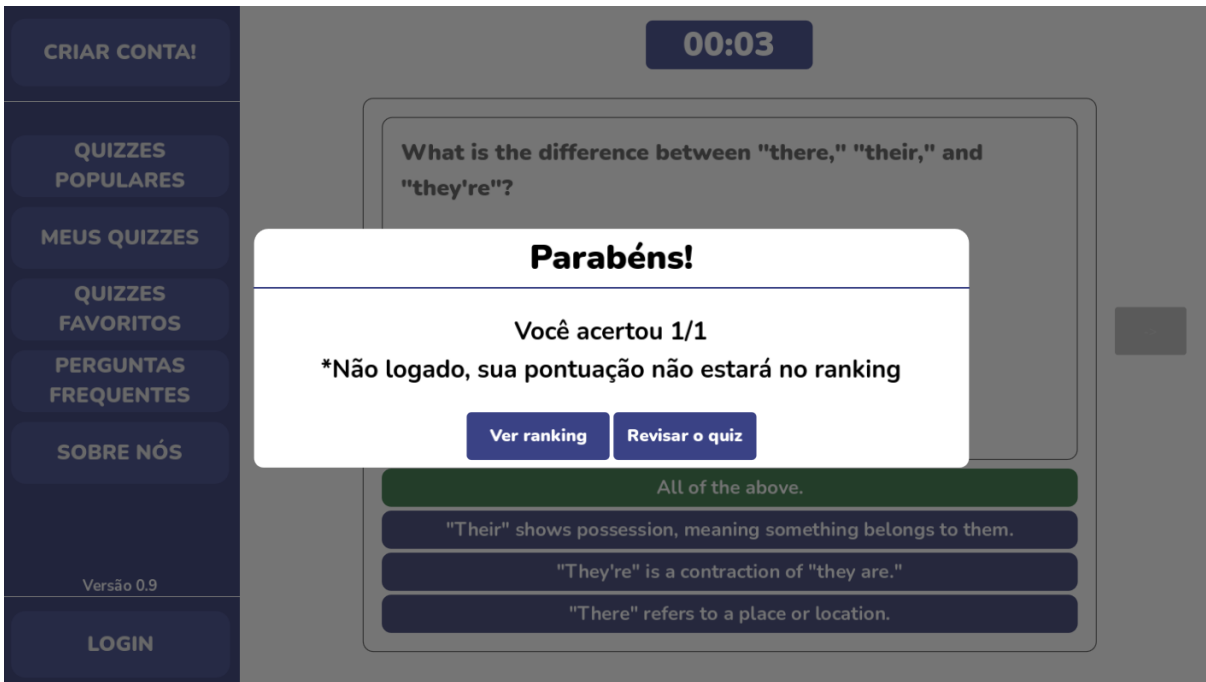 CRIAR CONTA!
QUIZZES
POPULARES
MEUS QUIZZES
QUIZZES
FAVORITOS
PERGUNTAS
FREQUENTES
SOBRE NÓS
Versão 0.9
LOGIN
00:03
What is the difference between "there," "their," and
"they're"?
Parabéns!
Você acertou 1/1
*Não logado, sua pontuação não estará no ranking
Ver ranking
Revisar o quiz
All of the above.
"Their" shows possession, meaning something belongs to them.
"They're" is a contraction of "they are."
"There" refers to a place or location.